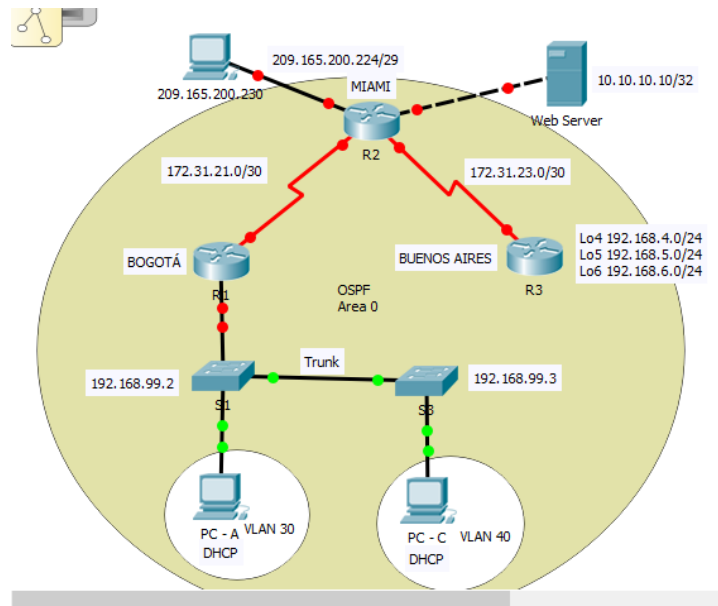 209.165.200.224/29
MIAMI
209.165.200.230
10.10.10.10/32
Web Server
R2
172.31.21.0/30
172.31.23.0/30
BOGOTÁ
R1
BUENOS AIRES
R3
Lo4 192.168.4.0/24
Lo5 192.168.5.0/24
Lo6 192.168.6.0/24
OSPF
Area 0
Trunk
192.168.99.2
S1
192.168.99.3
S3
PC - A
DHCP
VLAN 30
PC - C
DHCP
VLAN 40